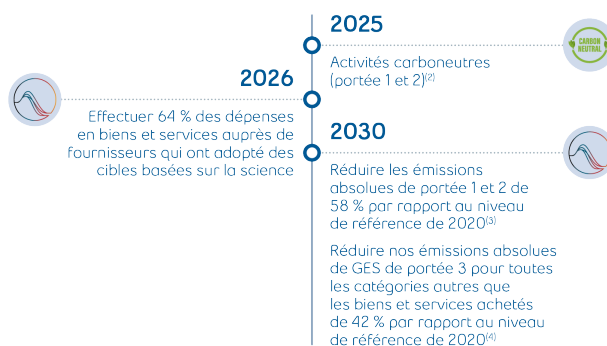 2025
CARBON
NEUTRAL
Activités carboneutres
(portée 1 et 2)(2)
2026
Effectuer 64 % des dépenses
en biens et services auprès de
fournisseurs qui ont adopté des
cibles basées sur la science
2030
Réduire les émissions
absolues de portée 1 et 2 de
58 % par rapport au niveau
de référence de 2020(3)
Réduire nos émissions absolues
de GES de portée 3 pour toutes
les catégories autres que
les biens et services achetés
de 42 % par rapport au niveau
de référence de 2020(4)